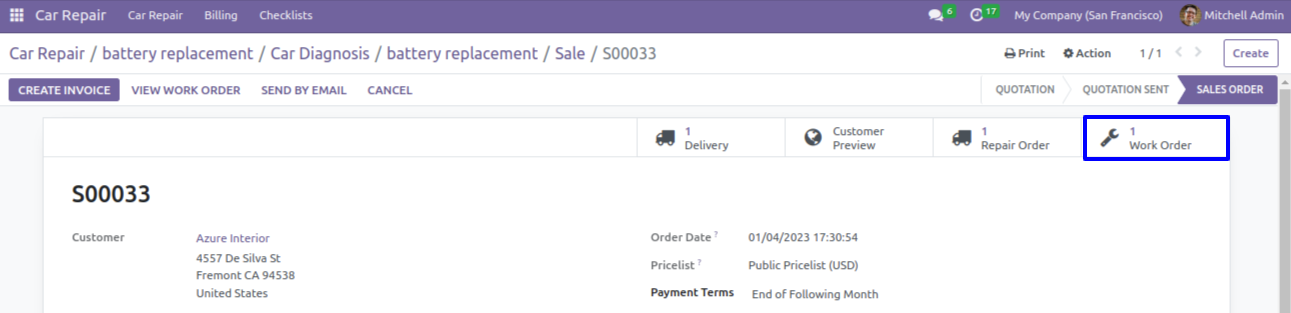 Car Repair Car Repair Billing Checklists 6 17 My Company (San Francisco) Mitchell Admin
Car Repair / battery replacement / Car Diagnosis / battery replacement / Sale / S00033 Print Action 1 / 1 Create
CREATE INVOICE VIEW WORK ORDER SEND BY EMAIL CANCEL QUOTATION QUOTATION SENT SALES ORDER
1 Delivery
Customer Preview
1 Repair Order
1 Work Order
S00033
Customer Azure Interior
4557 De Silva St
Fremont CA 94538
United States
Order Date ? 01/04/2023 17:30:54
Pricelist ? Public Pricelist (USD)
Payment Terms End of Following Month